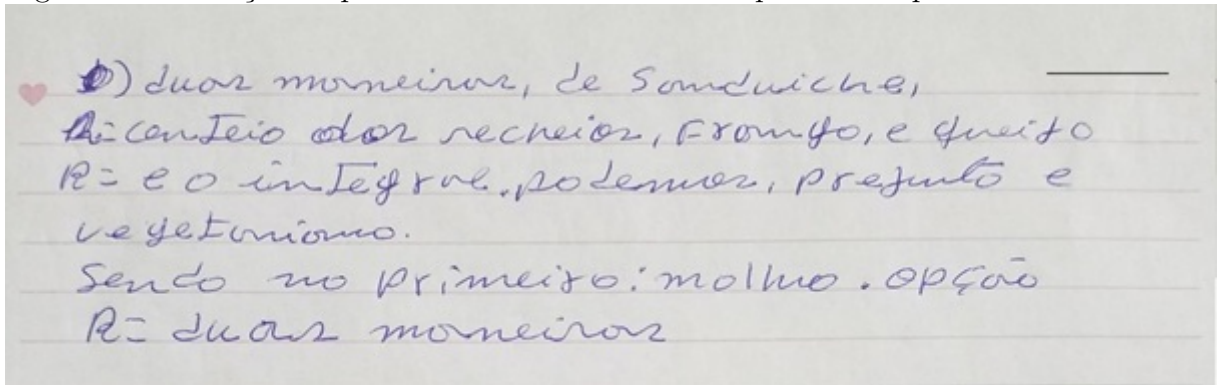 b) duas maneiras, de Sanduiche,
R= centeio dos recheios, Frango, e queijo
R= e o integral. podemos, presunto e
vegetariano.
Sendo no primeiro: molho. opção
R= duas maneiras